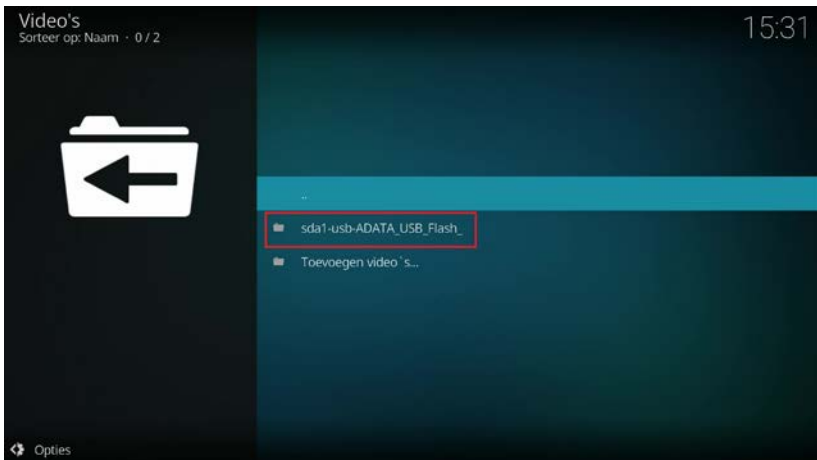 Video's
Sorteer op: Naam · 0 / 2
15:31
..
sda1-usb-ADATA_USB_Flash_
Toevoegen video`s...
Opties